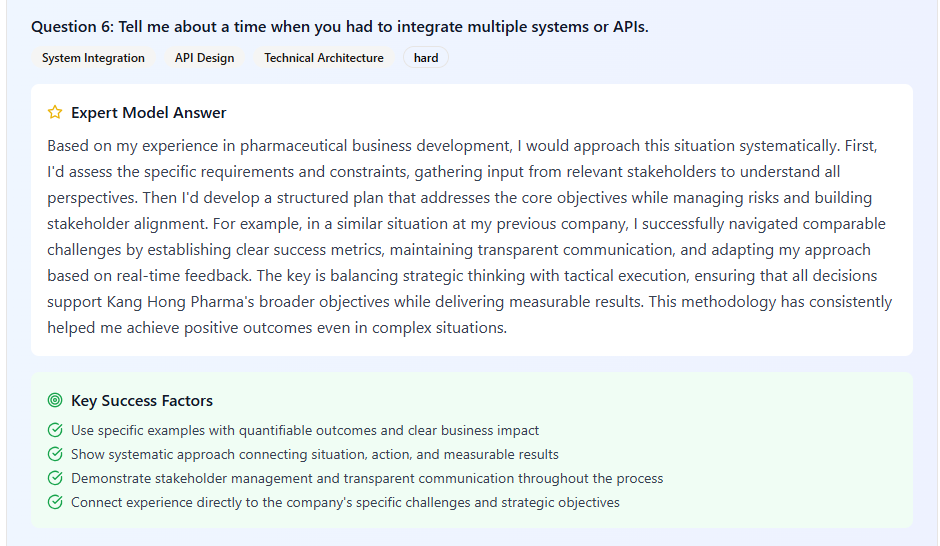 Question 6: Tell me about a time when you had to integrate multiple systems or APIs.
System Integration API Design Technical Architecture hard
Expert Model Answer
Based on my experience in pharmaceutical business development, I would approach this situation systematically. First,
I'd assess the specific requirements and constraints, gathering input from relevant stakeholders to understand all
perspectives. Then I'd develop a structured plan that addresses the core objectives while managing risks and building
stakeholder alignment. For example, in a similar situation at my previous company, I successfully navigated comparable
challenges by establishing clear success metrics, maintaining transparent communication, and adapting my approach
based on real-time feedback. The key is balancing strategic thinking with tactical execution, ensuring that all decisions
support Kang Hong Pharma's broader objectives while delivering measurable results. This methodology has consistently
helped me achieve positive outcomes even in complex situations.
Key Success Factors
Use specific examples with quantifiable outcomes and clear business impact
Show systematic approach connecting situation, action, and measurable results
Demonstrate stakeholder management and transparent communication throughout the process
Connect experience directly to the company's specific challenges and strategic objectives